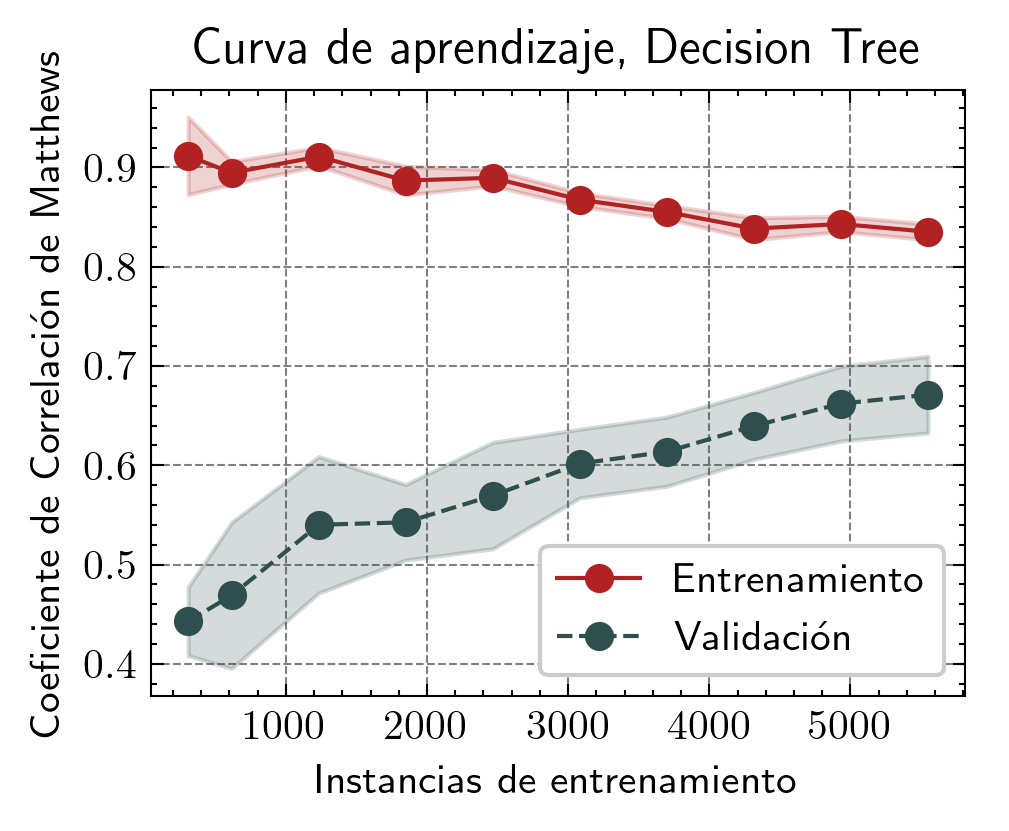 Curva de aprendizaje, Decision Tree
Coeficiente de Correlación de Matthews
0.9
0.8
0.7
0.6
0.5
0.4
Entrenamiento
Validación
1000 2000 3000 4000 5000
Instancias de entrenamiento